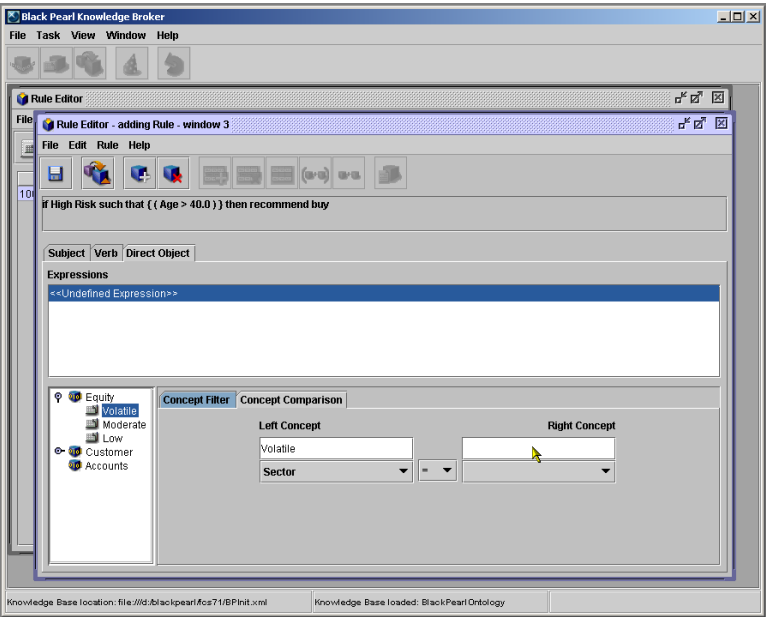 Black Pearl Knowledge Broker
File Task View Window Help
Rule Editor
File
Rule Editor - adding Rule - window 3
File Edit Rule Help
if High Risk such that { ( Age > 40.0 ) } then recommend buy
Subject Verb Direct Object
Expressions
<<Undefined Expression>>
Equity
Volatile
Moderate
Low
Customer
Accounts
Concept Filter Concept Comparison
Left Concept Right Concept
Volatile
Sector =
Knowledge Base location: file:///d:/blackpearl/fcs71/BPInit.xml Knowledge Base loaded: BlackPearlOntology